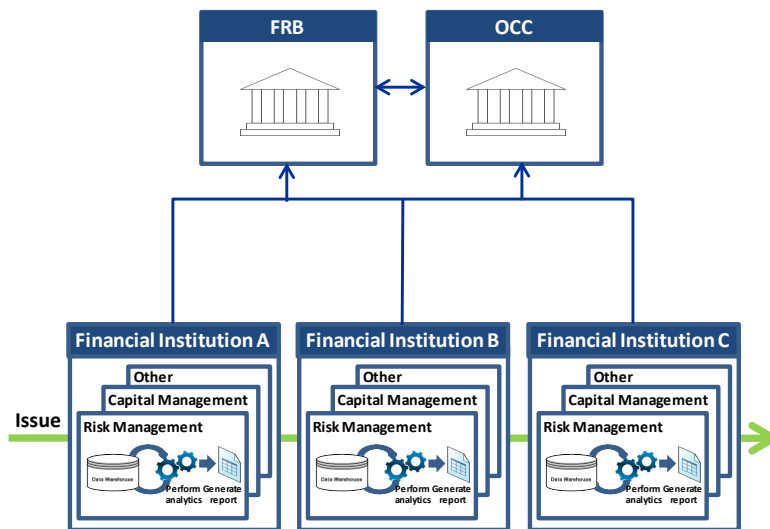 FRB
OCC
Financial Institution A
Financial Institution B
Financial Institution C
Other
Other
Other
Capital Management
Capital Management
Capital Management
Issue
Risk Management
Risk Management
Risk Management
Data Warehouse
Data Warehouse
Data Warehouse
Perform
analytics
Generate
report
Perform
analytics
Generate
report
Perform
analytics
Generate
report